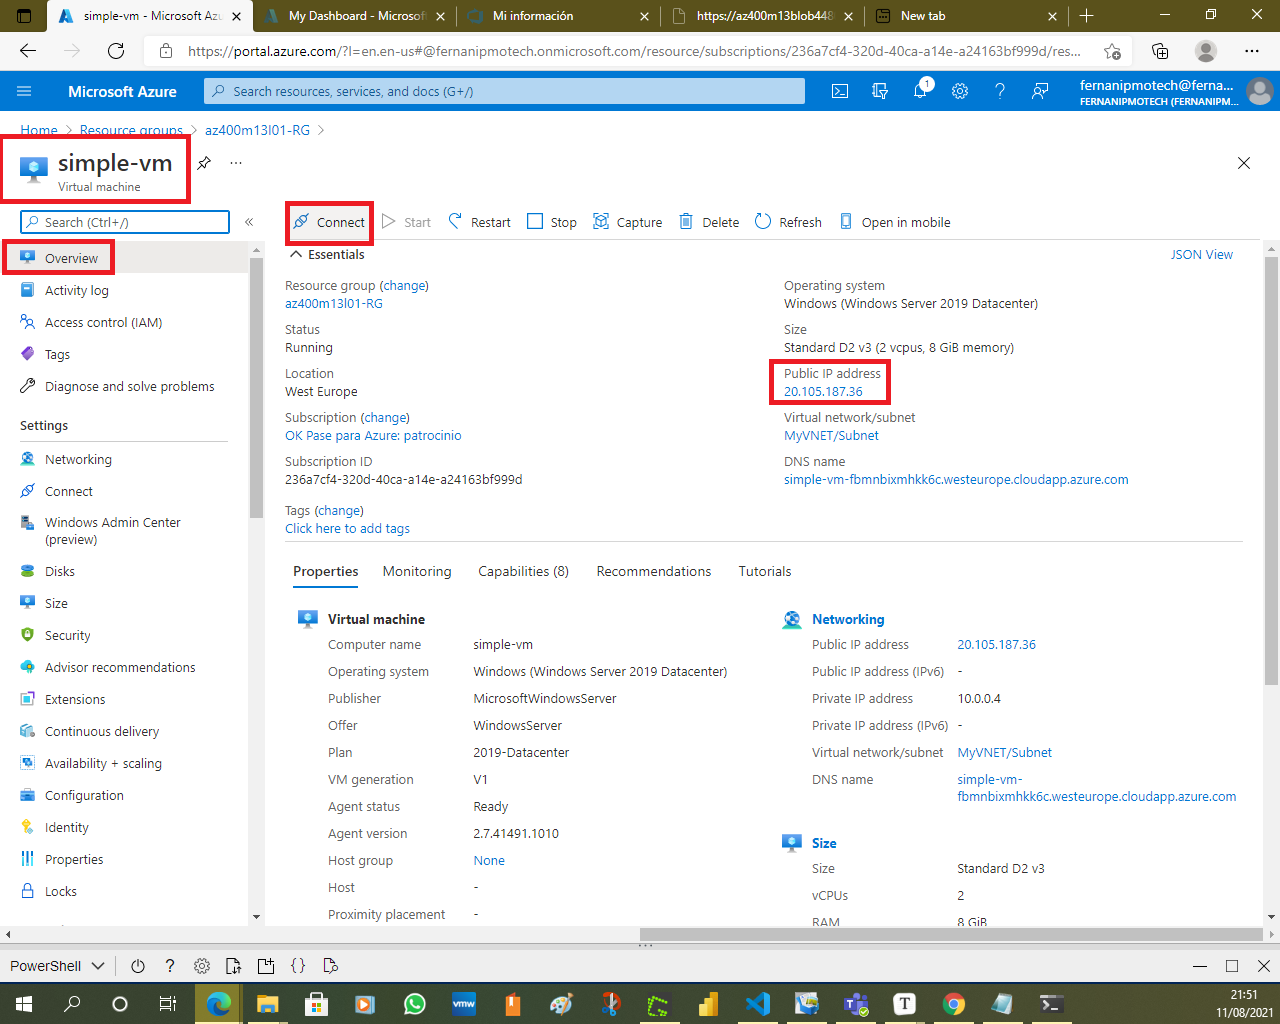 simple-vm - Microsoft Azu
My Dashboard - Microsof
Mi información
https://az400m13blob448
New tab
https://portal.azure.com/?l=en.en-us#@fernanipmotech.onmicrosoft.com/resource/subscriptions/236a7cf4-320d-40ca-a14e-a24163bf999d/res...
Microsoft Azure
Search resources, services, and docs (G+/)
1
fernanipmotech@ferna...
FERNANIPMOTECH (FERNANIPM...
Home > Resource groups > az400m13l01-RG >
simple-vm
Virtual machine
Search (Ctrl+/)
«
Connect
Start
Restart
Stop
Capture
Delete
Refresh
Open in mobile
Overview
Activity log
Access control (IAM)
Tags
Diagnose and solve problems
Settings
Networking
Connect
Windows Admin Center
(preview)
Disks
Size
Security
Advisor recommendations
Extensions
Continuous delivery
Availability + scaling
Configuration
Identity
Properties
Locks
Essentials
JSON View
Resource group (change)
az400m13l01-RG
Status
Running
Location
West Europe
Subscription (change)
OK Pase para Azure: patrocinio
Subscription ID
236a7cf4-320d-40ca-a14e-a24163bf999d
Tags (change)
Click here to add tags
Operating system
Windows (Windows Server 2019 Datacenter)
Size
Standard D2 v3 (2 vcpus, 8 GiB memory)
Public IP address
20.105.187.36
Virtual network/subnet
MyVNET/Subnet
DNS name
simple-vm-fbmnbixmhkk6c.westeurope.cloudapp.azure.com
Properties
Monitoring
Capabilities (8)
Recommendations
Tutorials
Virtual machine
Computer name simple-vm
Operating system Windows (Windows Server 2019 Datacenter)
Publisher MicrosoftWindowsServer
Offer WindowsServer
Plan 2019-Datacenter
VM generation V1
Agent status Ready
Agent version 2.7.41491.1010
Host group None
Host -
Proximity placement -
Networking
Public IP address 20.105.187.36
Public IP address (IPv6) -
Private IP address 10.0.0.4
Private IP address (IPv6) -
Virtual network/subnet MyVNET/Subnet
DNS name simple-vm-
fbmnbixmhkk6c.westeurope.cloudapp.azure.com
Size
Size Standard D2 v3
vCPUs 2
RAM 8 GiB
PowerShell
?
{}
vmw
T
21:51
11/08/2021